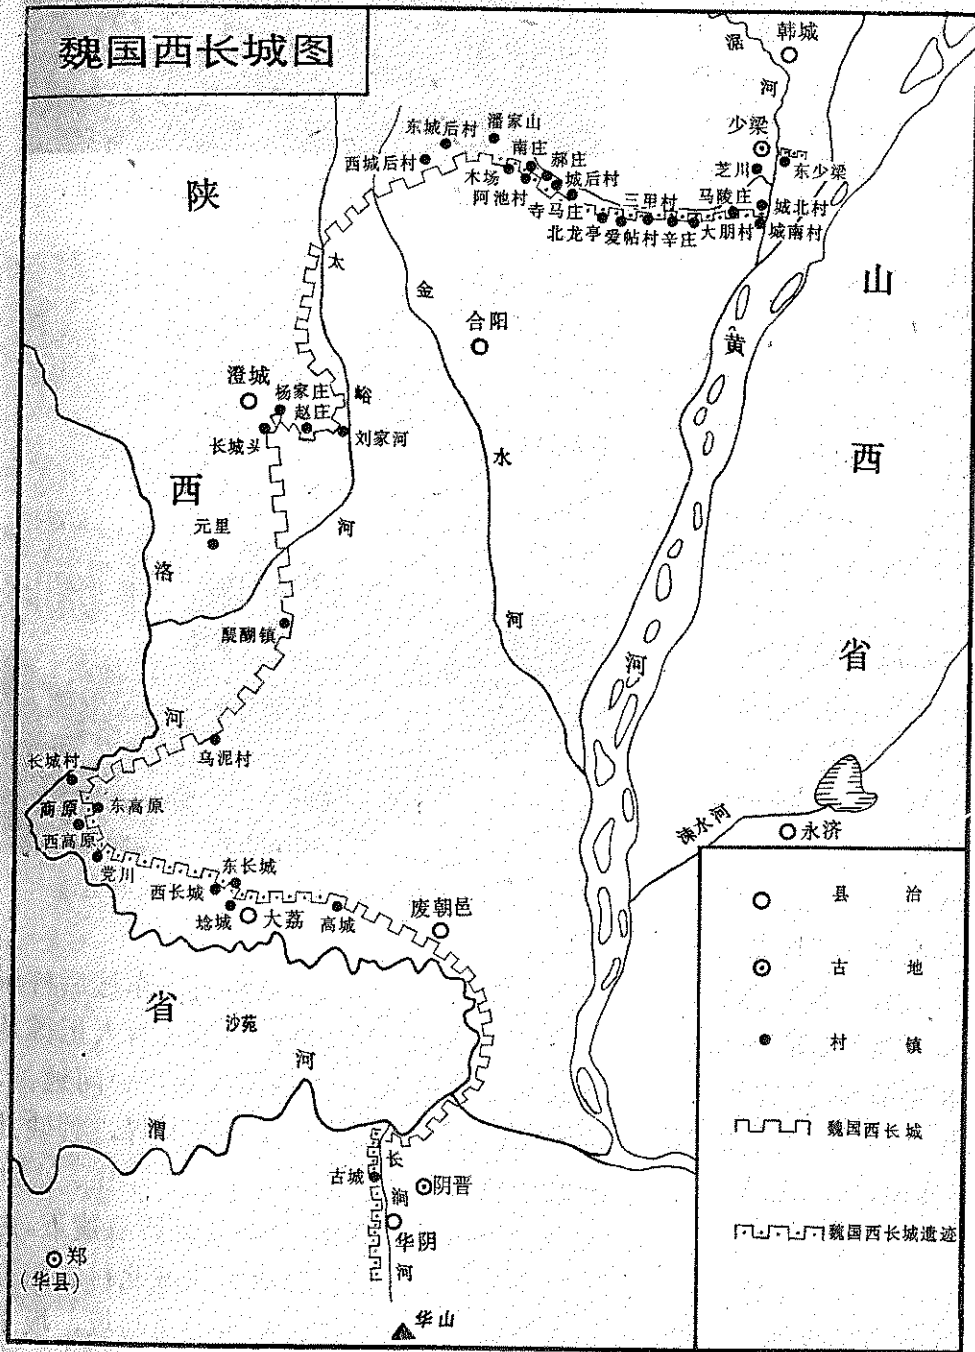 魏国西长城图
韩城
涺河
少梁
芝川
东少梁
东城后村
潘家山
西城后村
南庄
郝庄
木场
城后村
阿池村
寺马庄
三里村
马陵庄
城北村
北龙亭
爱帖村
辛庄
大朋村
城南村
陕西省
山西省
太峪河
金水河
合阳
黄河
澄城
杨家庄
赵庄
长城头
刘家河
元里
洛河
醍醐镇
乌泥村
长城村
商原
东高原
西高原
党川
东长城
西长城
埝城
大荔
高城
废朝邑
涑水河
永济
沙苑
渭河
古城
长涧河
阴晋
华阴
郑
(华县)
华山
县治
古地
村镇
魏国西长城
魏国西长城遗迹